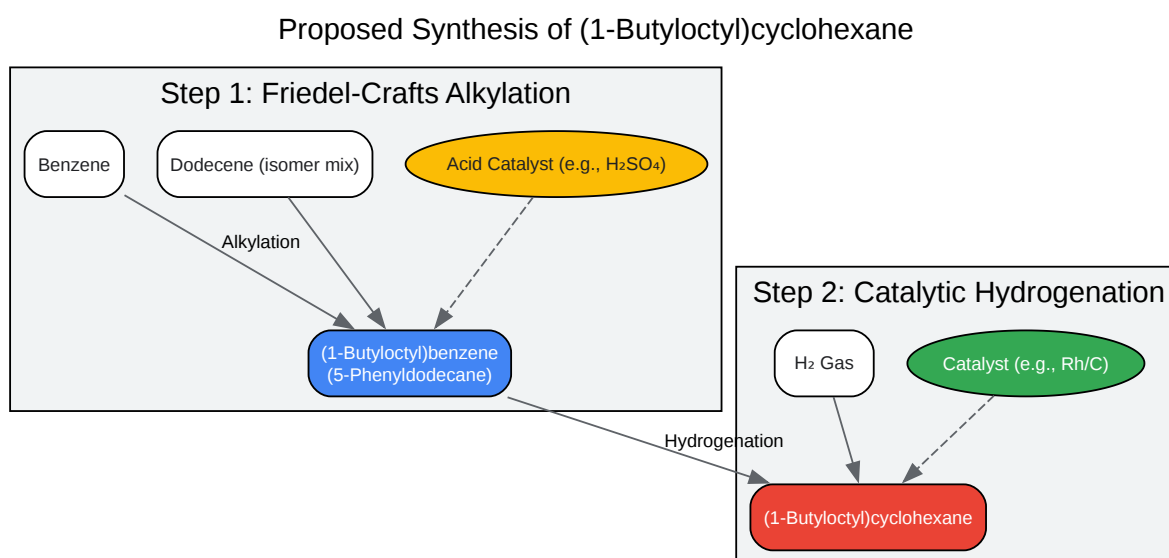 Proposed Synthesis of (1-Butyloctyl)cyclohexane
Step 1: Friedel-Crafts Alkylation
Benzene
Dodecene (isomer mix)
Acid Catalyst (e.g., H₂SO₄)
Alkylation
(1-Butyloctyl)benzene
(5-Phenyldodecane)
Step 2: Catalytic Hydrogenation
H₂ Gas
Catalyst (e.g., Rh/C)
Hydrogenation
(1-Butyloctyl)cyclohexane